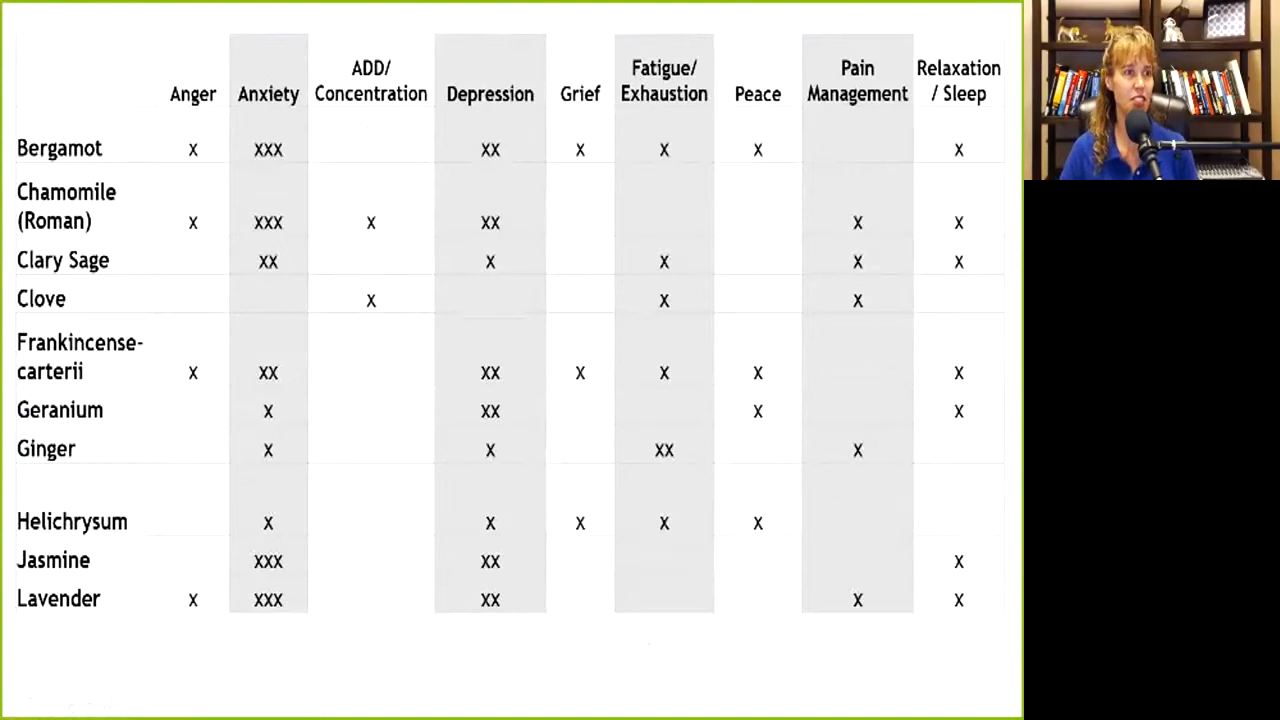 Anger Anxiety ADD/ Concentration Depression Grief Fatigue/ Exhaustion Peace Pain Management Relaxation / Sleep
Bergamot x xxx xx x x x x
Chamomile
(Roman) x xxx x xx x x
Clary Sage xx x x x x
Clove x x x
Frankincense-
carterii x xx xx x x x x
Geranium x xx x x
Ginger x x xx x
Helichrysum x x x x x
Jasmine xxx xx x
Lavender x xxx xx x x